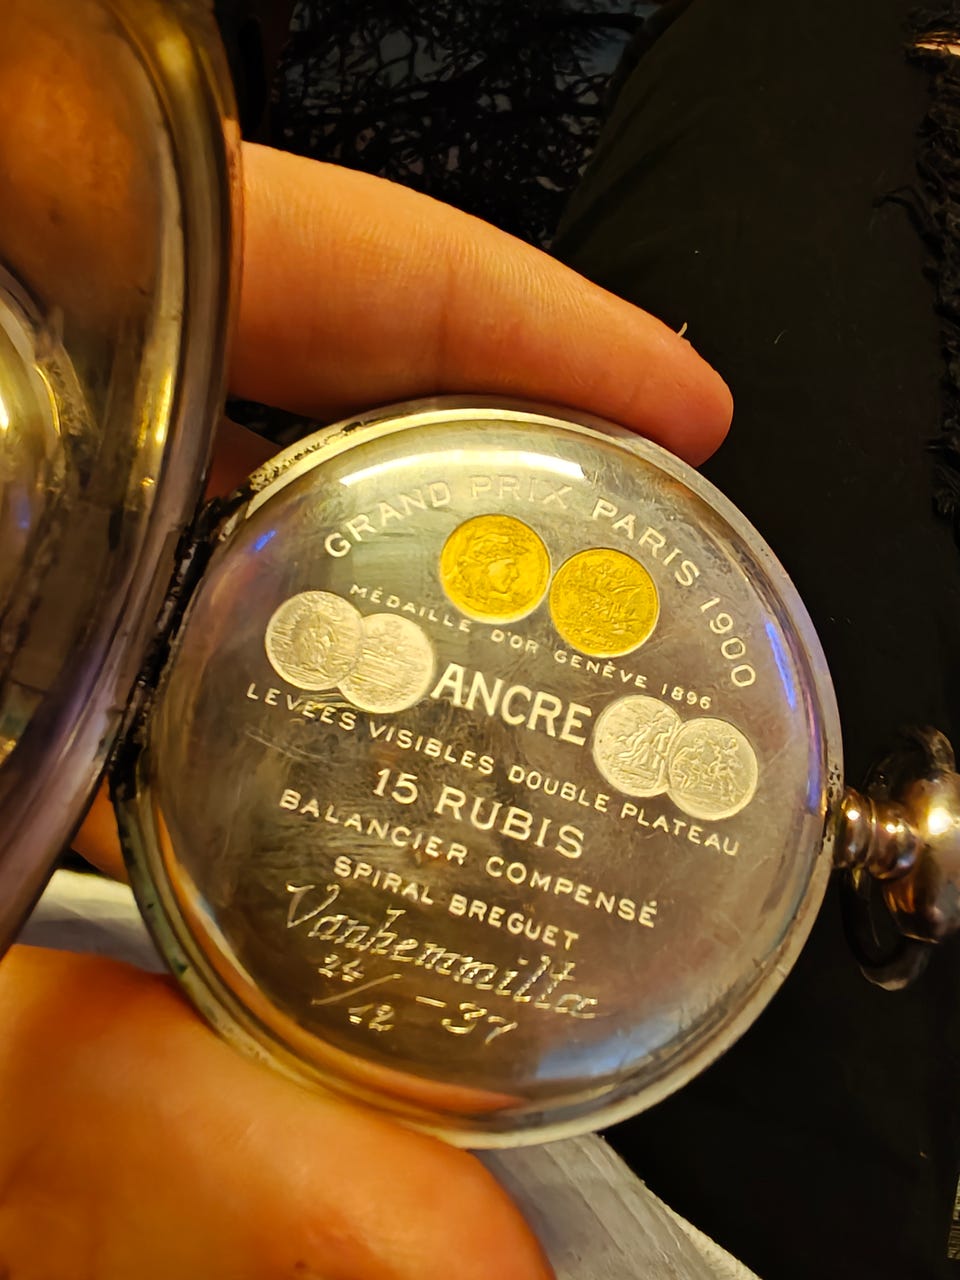 GRAND PRIX PARIS 1900
MÉDAILLE D'OR GENÈVE 1896
ANCRE
LEVÉES VISIBLES DOUBLE PLATEAU
15 RUBIS
BALANCIER COMPENSÉ
SPIRAL BREGUET
Vanhemmilta
24/12 - 37